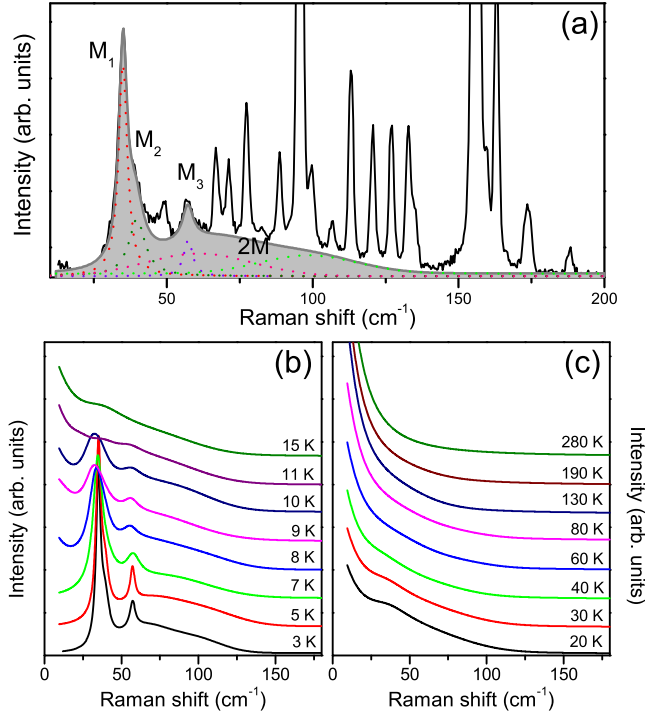 (a)
M1
M2
M3
2M
Intensity (arb. units)
50 100 150 200
Raman shift (cm-1)
(b)
15 K
11 K
10 K
9 K
8 K
7 K
5 K
3 K
Intensity (arb. units)
0 50 100 150
Raman shift (cm-1)
(c)
280 K
190 K
130 K
80 K
60 K
40 K
30 K
20 K
Intensity (arb. units)
0 50 100 150
Raman shift (cm-1)